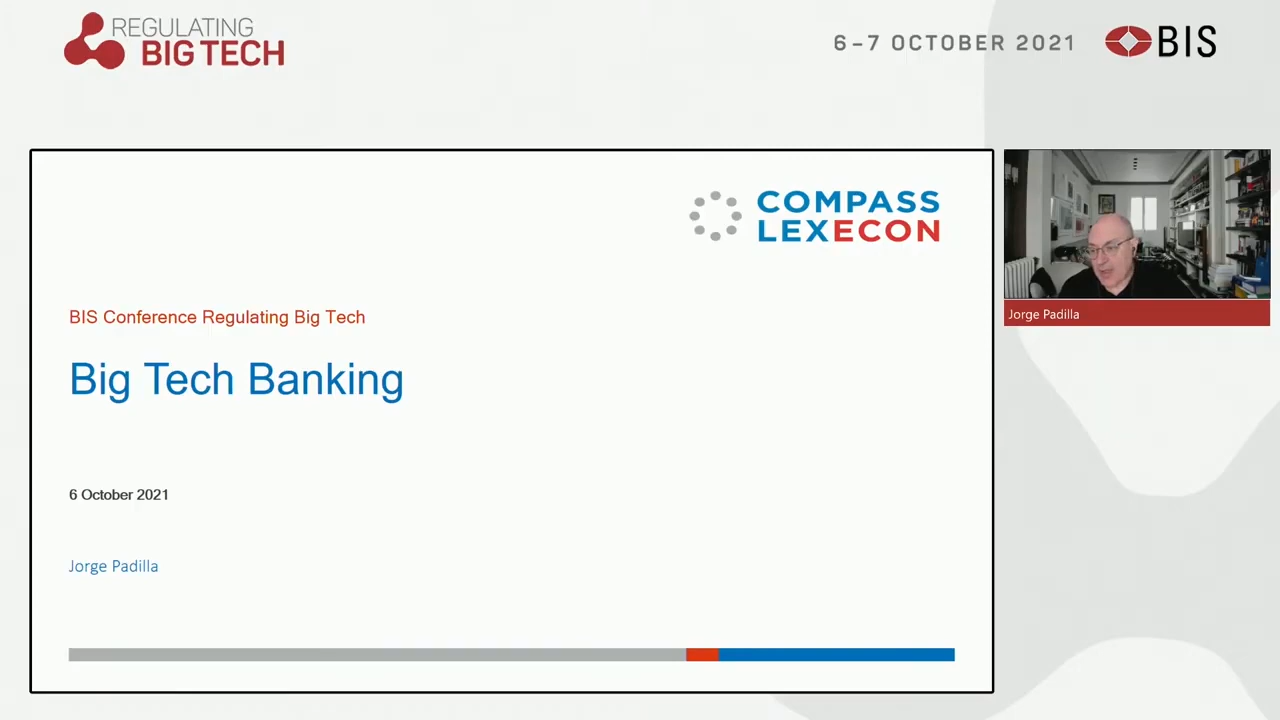 REGULATING
BIG TECH
6–7 OCTOBER 2021
BIS
COMPASS
LEXECON
BIS Conference Regulating Big Tech
Big Tech Banking
6 October 2021
Jorge Padilla
Jorge Padilla